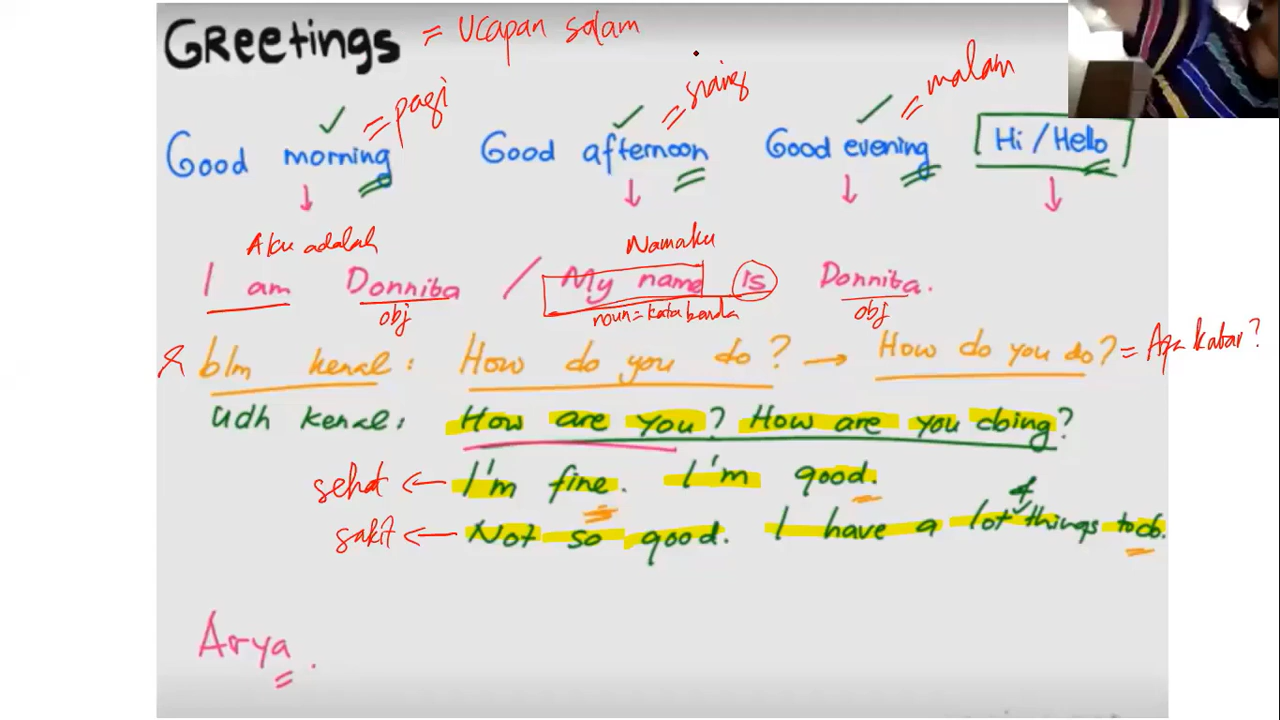 Greetings = Ucapan salam
= pagi = siang = malam
Good morning Good afternoon Good evening Hi / Hello
Aku adalah Namaku
I am Donnita / My name is Donnita.
obj noun = kata benda obj
blm kenal : How do you do? → How do you do? = Apa kabar?
udh kenal : How are you? How are you doing?
sehat ← I'm fine. I'm good.
sakit ← Not so good. I have a lot of things to do.
Arya .